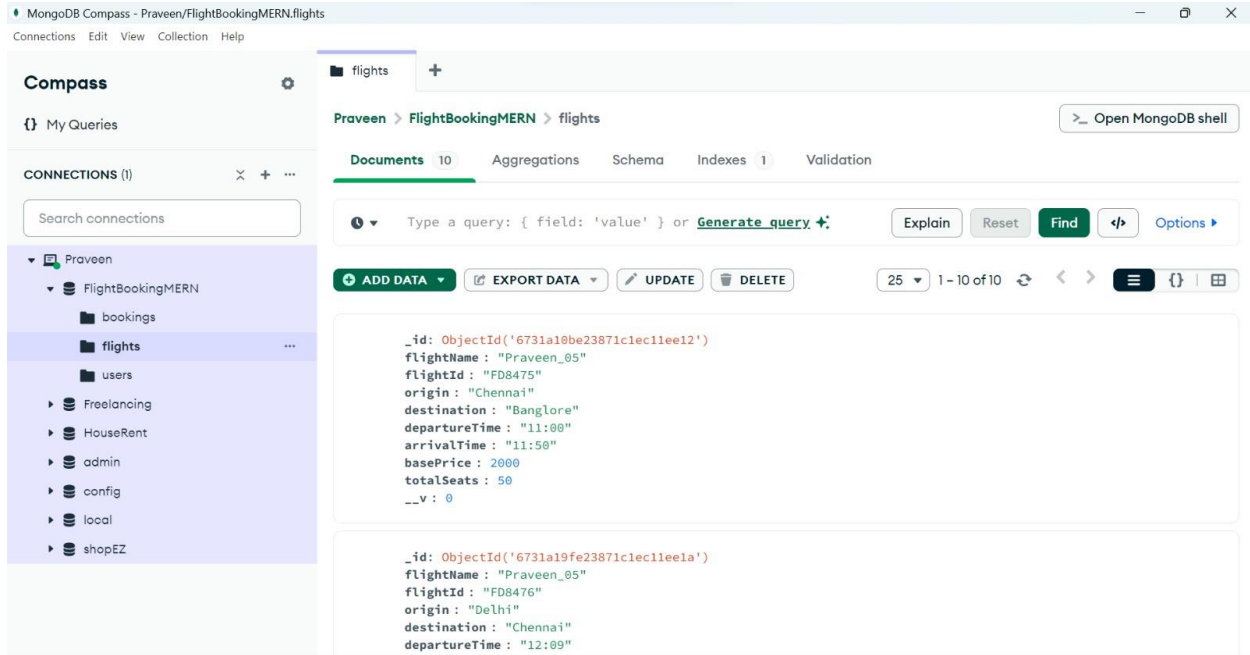 MongoDB Compass - Praveen/FlightBookingMERN.flights
Connections Edit View Collection Help
Compass
{} My Queries
CONNECTIONS (1)
Search connections
Praveen
FlightBookingMERN
bookings
flights
users
Freelancing
HouseRent
admin
config
local
shopEZ
flights
Praveen > FlightBookingMERN > flights
>_ Open MongoDB shell
Documents 10 Aggregations Schema Indexes 1 Validation
Type a query: { field: 'value' } or Generate query
Explain Reset Find </> Options
ADD DATA EXPORT DATA UPDATE DELETE
25 1 – 10 of 10 {}
_id: ObjectId('6731a10be23871c1ec11ee12')
flightName : "Praveen_05"
flightId : "FD8475"
origin : "Chennai"
destination : "Banglore"
departureTime : "11:00"
arrivalTime : "11:50"
basePrice : 2000
totalSeats : 50
__v : 0
_id: ObjectId('6731a19fe23871c1ec11ee1a')
flightName : "Praveen_05"
flightId : "FD8476"
origin : "Delhi"
destination : "Chennai"
departureTime : "12:09"